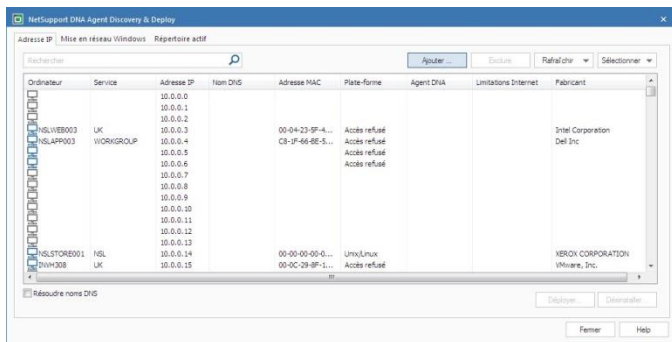 NetSupport DNA Agent Discovery & Deploy
Adresse IP Mise en réseau Windows Répertoire actif
Rechercher Ajouter ... Exclure Rafraîchir Sélectionner
Ordinateur Service Adresse IP Nom DNS Adresse MAC Plate-forme Agent DNA Limitations Internet Fabricant
10.0.0.0
10.0.0.1
10.0.0.2
NSLWEB003 UK 10.0.0.3 00-04-23-5F-4... Accès refusé Intel Corporation
NSLAPP003 WORKGROUP 10.0.0.4 C8-1F-66-BE-5... Accès refusé Dell Inc
10.0.0.5 Accès refusé
10.0.0.6 Accès refusé
10.0.0.7
10.0.0.8
10.0.0.9
10.0.0.10
10.0.0.11
10.0.0.12
10.0.0.13
NSLSTORE001 NSL 10.0.0.14 00-00-00-00-0... Unix/Linux XEROX CORPORATION
INVH308 UK 10.0.0.15 00-0C-29-8F-1... Accès refusé VMware, Inc.
Résoudre noms DNS
Déployer... Désinstaller...
Fermer Help